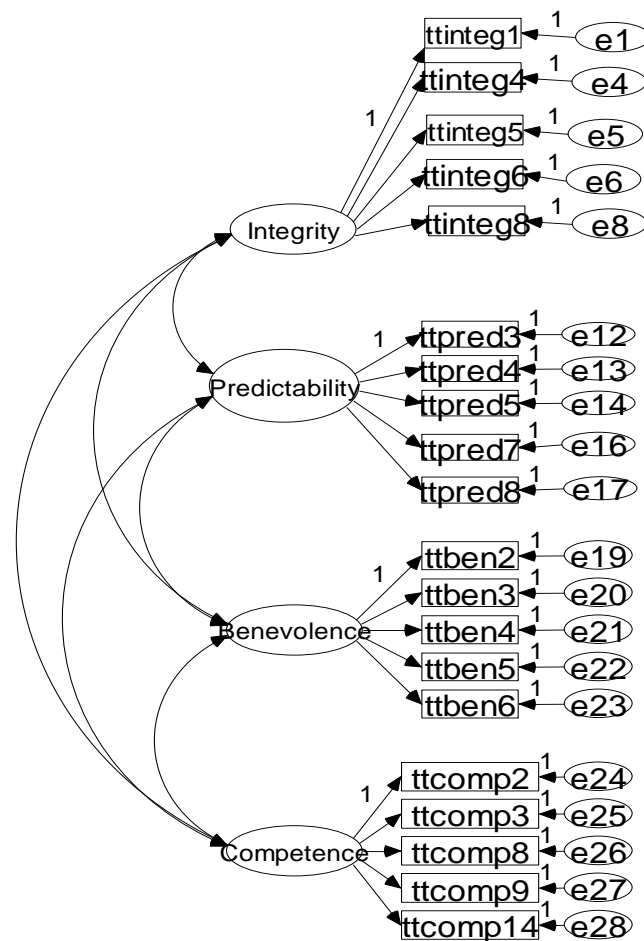 1
ttinteg1
e1
1
ttinteg4
e4
1
1
ttinteg5
e5
1
ttinteg6
e6
1
ttinteg8
e8
Integrity
1
ttpred3
1
e12
ttpred4
1
e13
Predictability
ttpred5
1
e14
ttpred7
1
e16
ttpred8
1
e17
1
ttben2
1
e19
ttben3
1
e20
Benevolence
ttben4
1
e21
ttben5
1
e22
ttben6
1
e23
1
ttcomp2
1
e24
ttcomp3
1
e25
Competence
ttcomp8
1
e26
ttcomp9
1
e27
ttcomp14
1
e28